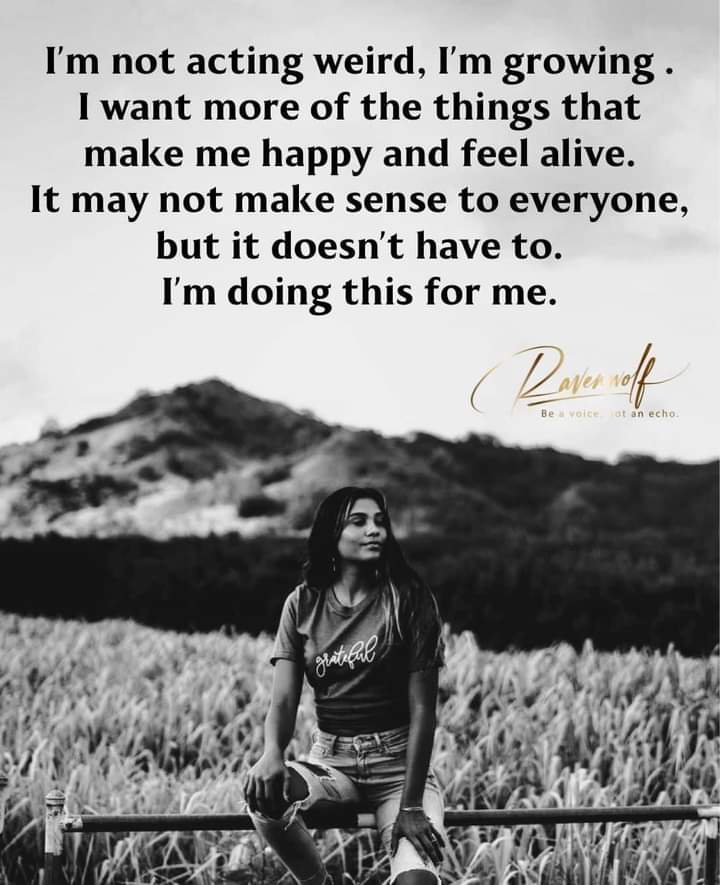 I'm not acting weird, I'm growing .
I want more of the things that
make me happy and feel alive.
It may not make sense to everyone,
but it doesn't have to.
I'm doing this for me.
Ravenwolf
Be a voice, not an echo.
grateful